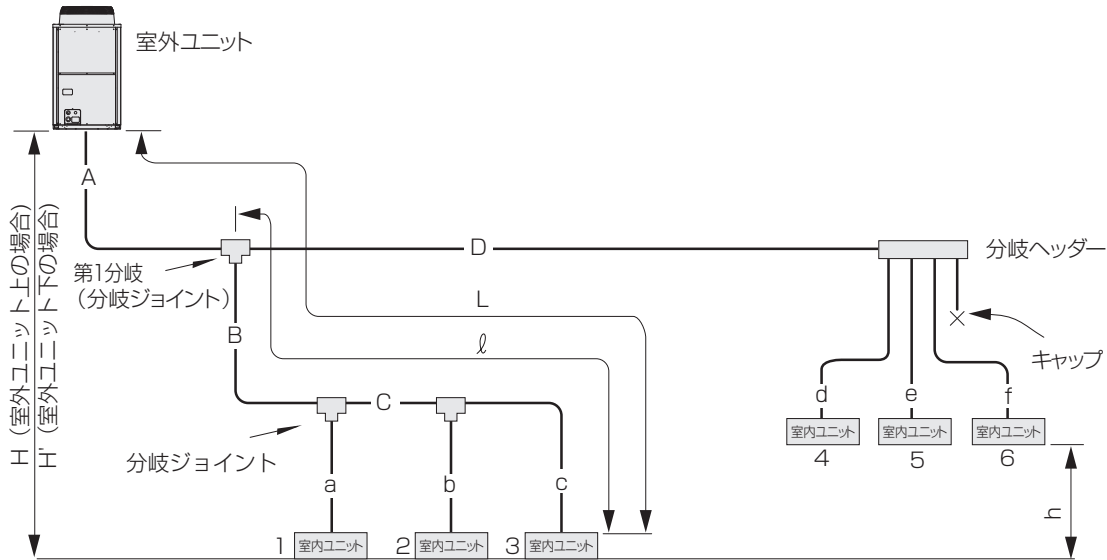 室外ユニット
A
H (室外ユニット上の場合)
H' (室外ユニット下の場合)
第1分岐
(分岐ジョイント)
D
分岐ヘッダー
L
B
ℓ
キャップ
C
d
e
f
室内ユニット
室内ユニット
室内ユニット
4
5
6
分岐ジョイント
a
b
c
h
1
室内ユニット
2
室内ユニット
3
室内ユニット